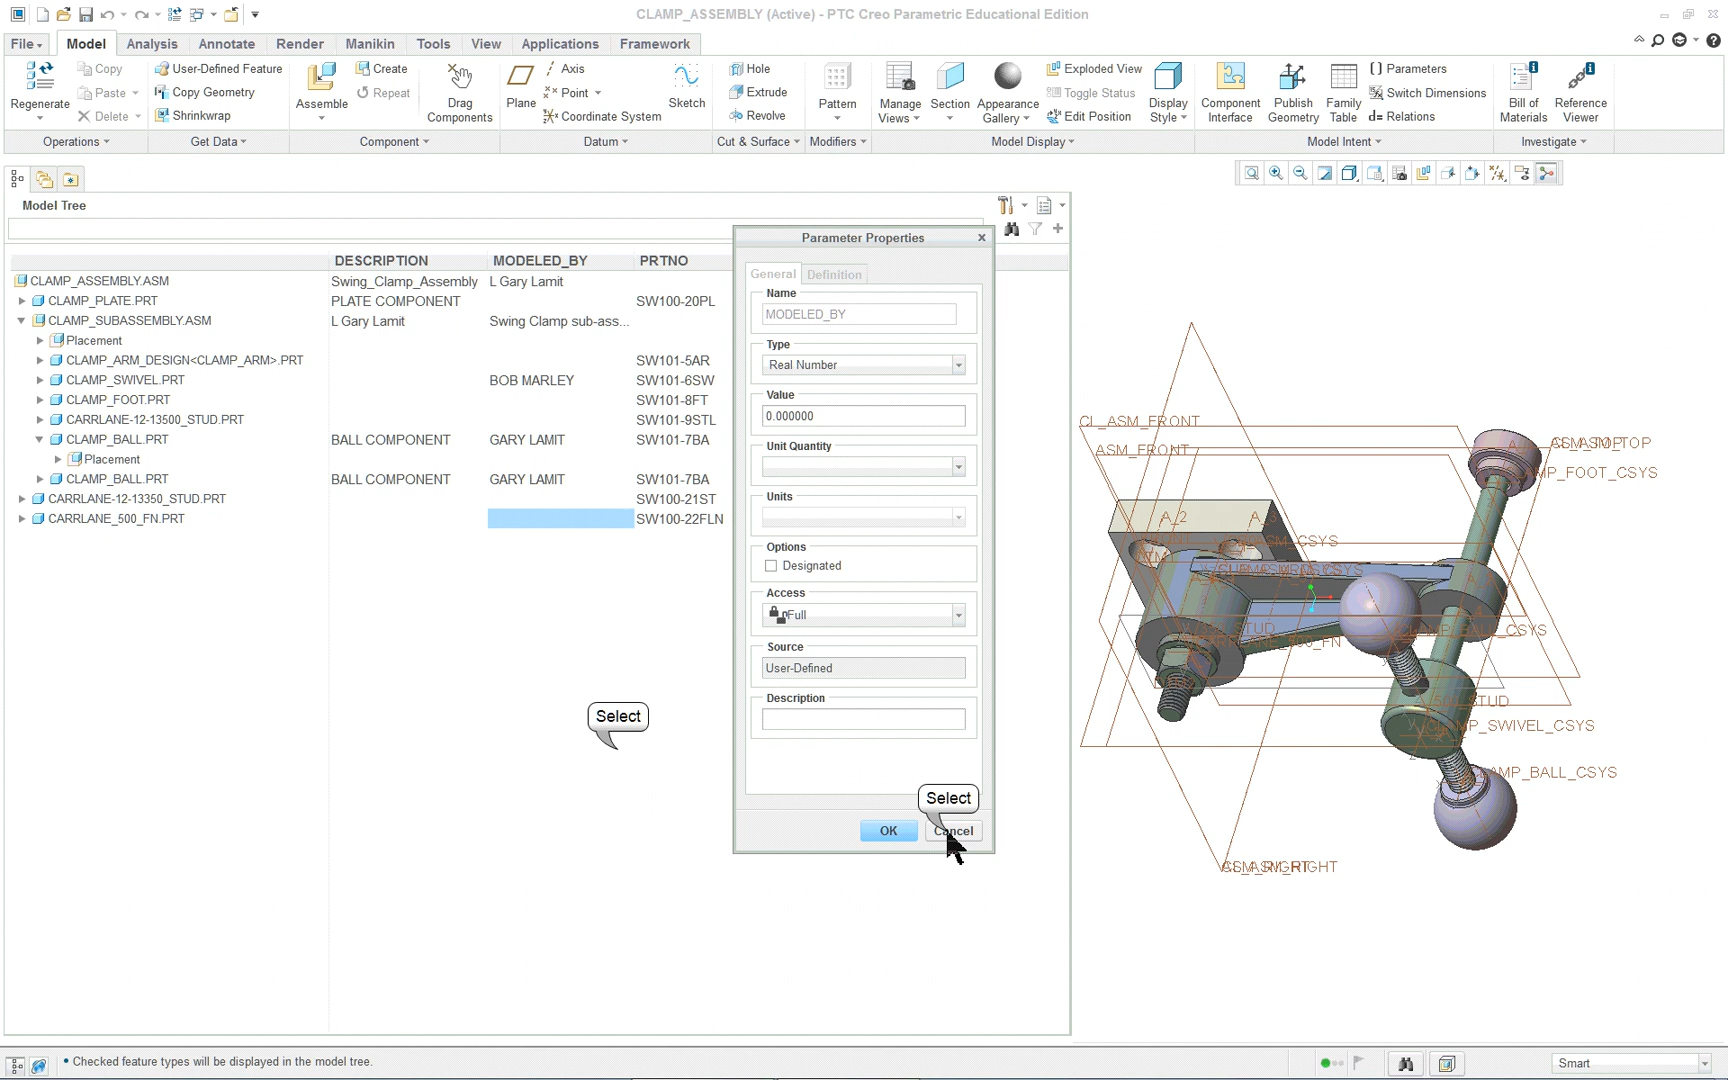 CLAMP_ASSEMBLY (Active) - PTC Creo Parametric Educational Edition
File Model Analysis Annotate Render Manikin Tools View Applications Framework
Regenerate
Copy
Paste
Delete
User-Defined Feature
Copy Geometry
Shrinkwrap
Assemble
Create
Repeat
Drag Components
Plane
Axis
Point
Coordinate System
Sketch
Hole
Extrude
Revolve
Pattern
Manage Views
Section
Appearance Gallery
Exploded View
Toggle Status
Edit Position
Display Style
Component Interface
Publish Geometry
Family Table
Parameters
Switch Dimensions
d= Relations
Bill of Materials
Reference Viewer
Operations Get Data Component Datum Cut & Surface Modifiers Model Display Model Intent Investigate
Model Tree
DESCRIPTION MODELED_BY PRTNO
CLAMP_ASSEMBLY.ASM Swing_Clamp_Assembly L Gary Lamit
CLAMP_PLATE.PRT PLATE COMPONENT SW100-20PL
CLAMP_SUBASSEMBLY.ASM L Gary Lamit Swing Clamp sub-ass...
Placement
CLAMP_ARM_DESIGN<CLAMP_ARM>.PRT SW101-5AR
CLAMP_SWIVEL.PRT BOB MARLEY SW101-6SW
CLAMP_FOOT.PRT SW101-8FT
CARRLANE-12-13500_STUD.PRT SW101-9STL
CLAMP_BALL.PRT BALL COMPONENT GARY LAMIT SW101-7BA
Placement
CLAMP_BALL.PRT BALL COMPONENT GARY LAMIT SW101-7BA
CARRLANE-12-13350_STUD.PRT SW100-21ST
CARRLANE_500_FN.PRT SW100-22FLN
Parameter Properties
General Definition
Name
MODELED_BY
Type
Real Number
Value
0.000000
Unit Quantity
Units
Options
Designated
Access
Full
Source
User-Defined
Description
Select
Select
OK Cancel
CL_ASM_FRONT
ASM_FRONT
AMP_FOOT_CSYS
A_2
_STUD
MP_SWIVEL_CSYS
AMP_BALL_CSYS
Checked feature types will be displayed in the model tree.
Smart